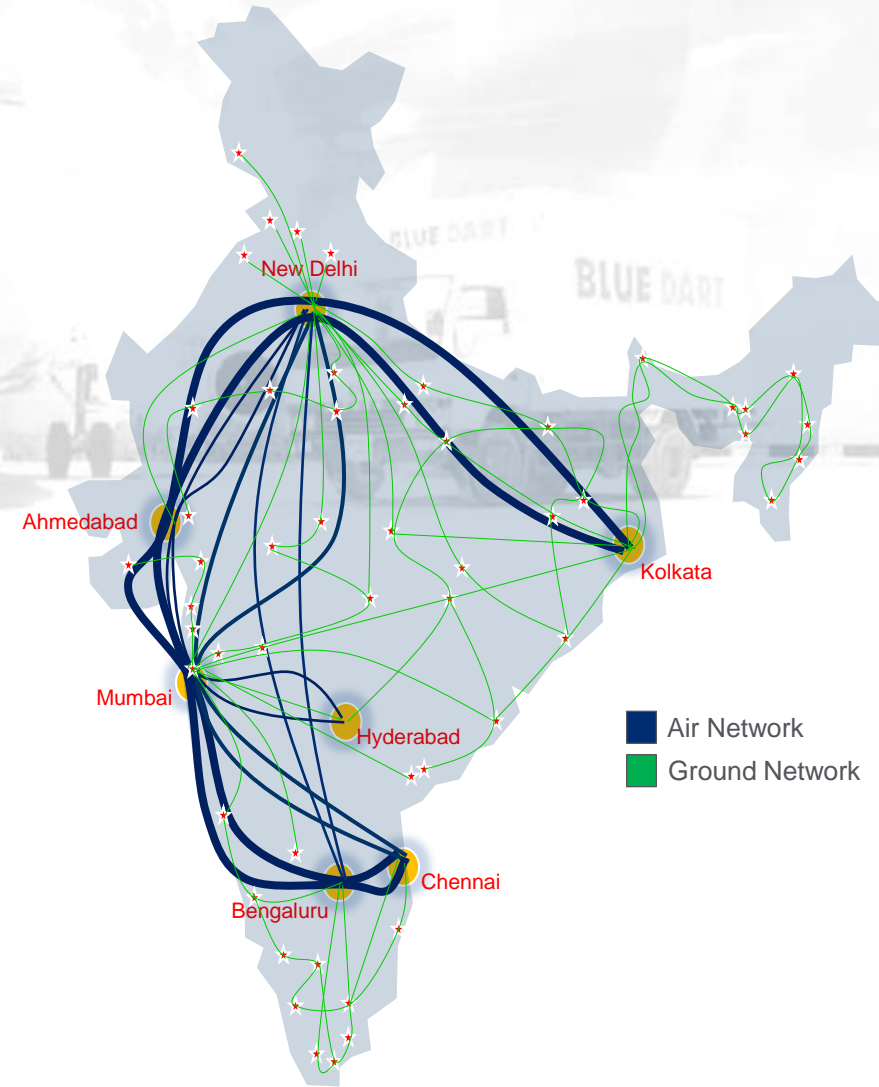 BLUE DART
BLUE DART
New Delhi
Ahmedabad
Kolkata
Mumbai
Hyderabad
Air Network
Ground Network
Chennai
Bengaluru